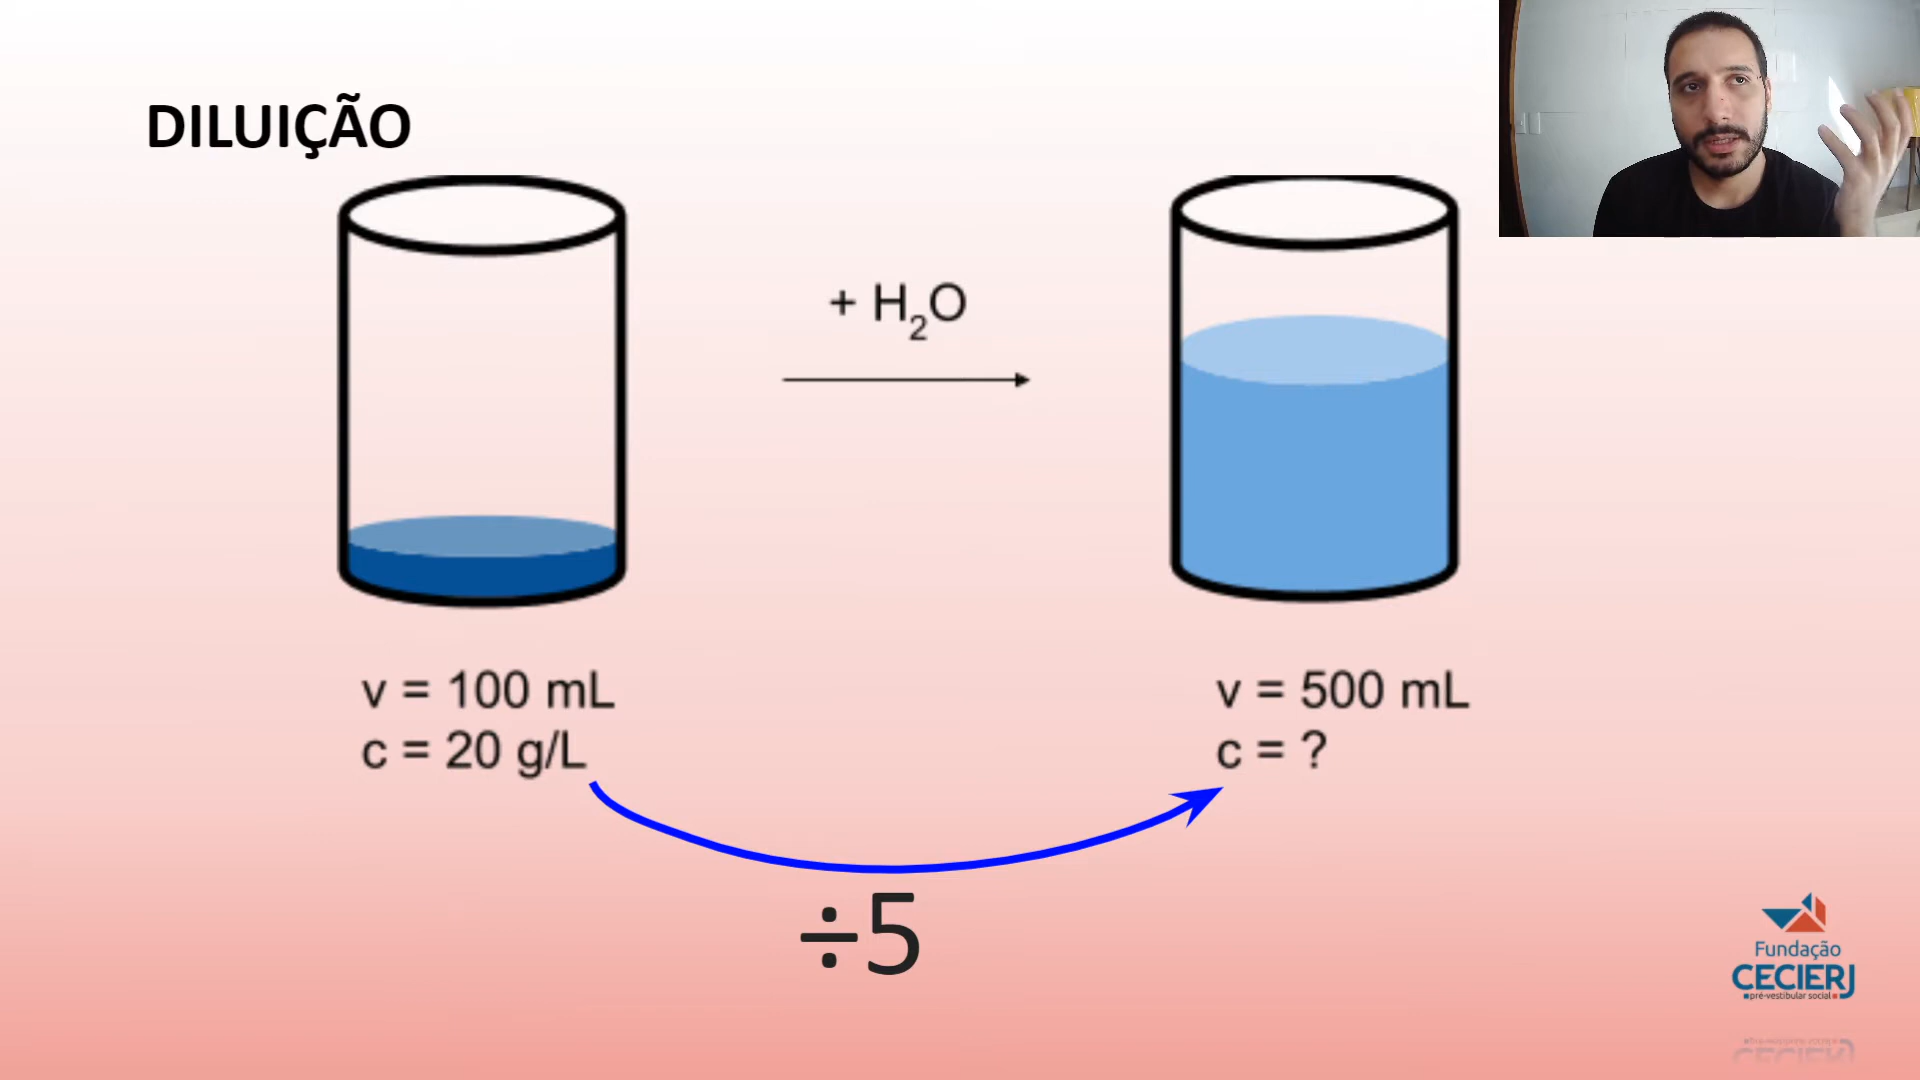 DILUIÇÃO
+ H₂O
v = 100 mL
c = 20 g/L
v = 500 mL
c = ?
÷5
Fundação
CECIERJ
pré-vestibular social